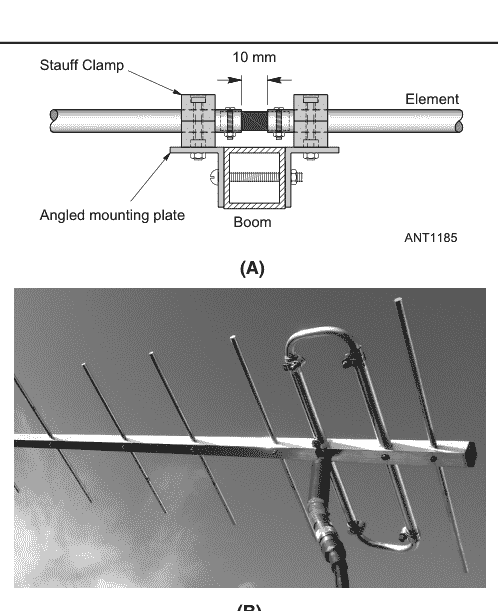 10 mm
Stauff Clamp
Element
Angled mounting plate
Boom
ANT1185
(A)
(B)